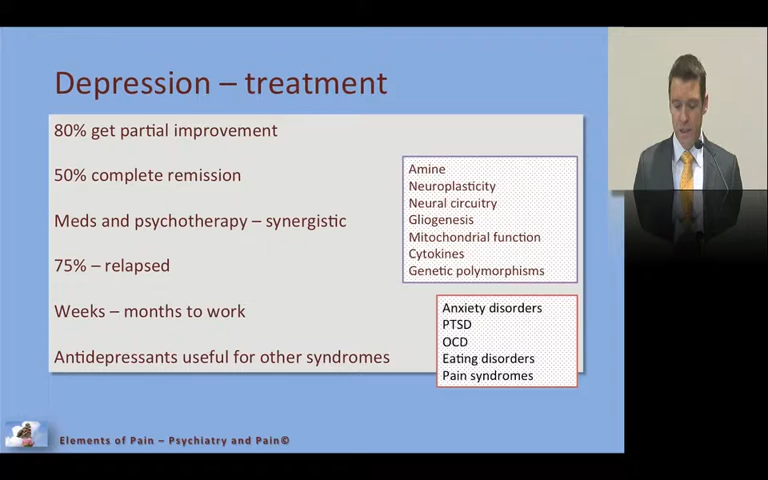 Depression – treatment
80% get partial improvement
50% complete remission
Meds and psychotherapy – synergistic
75% – relapsed
Weeks – months to work
Antidepressants useful for other syndromes
Amine
Neuroplasticity
Neural circuitry
Gliogenesis
Mitochondrial function
Cytokines
Genetic polymorphisms
Anxiety disorders
PTSD
OCD
Eating disorders
Pain syndromes
Elements of Pain – Psychiatry and Pain©